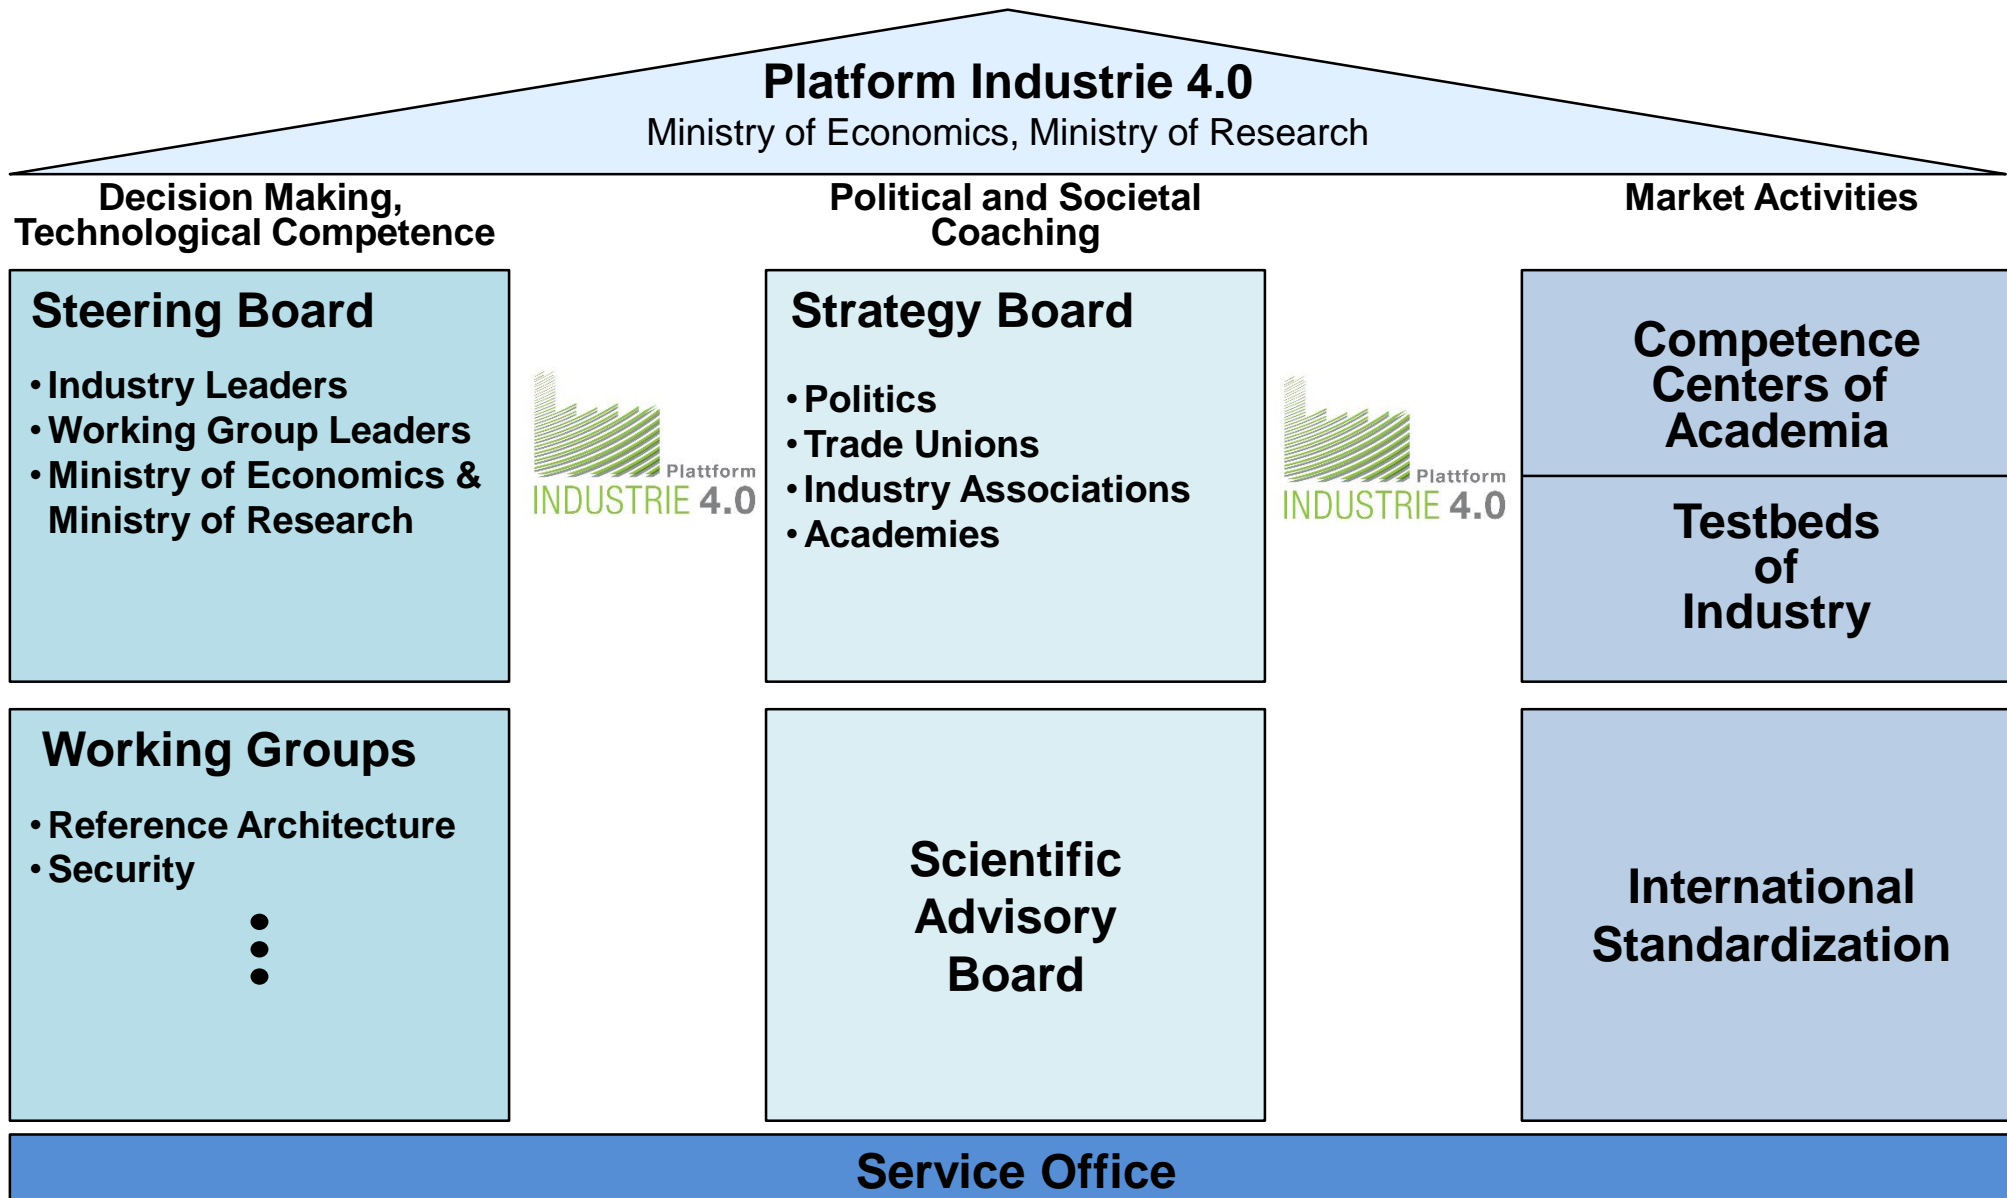 Platform Industrie 4.0
Ministry of Economics, Ministry of Research
Decision Making,
Technological Competence
Political and Societal
Coaching
Market Activities
Steering Board
• Industry Leaders
• Working Group Leaders
• Ministry of Economics &
Ministry of Research
Plattform
INDUSTRIE 4.0
Strategy Board
• Politics
• Trade Unions
• Industry Associations
• Academies
Plattform
INDUSTRIE 4.0
Competence
Centers of
Academia
Testbeds
of
Industry
Working Groups
• Reference Architecture
• Security
Scientific
Advisory
Board
International
Standardization
Service Office